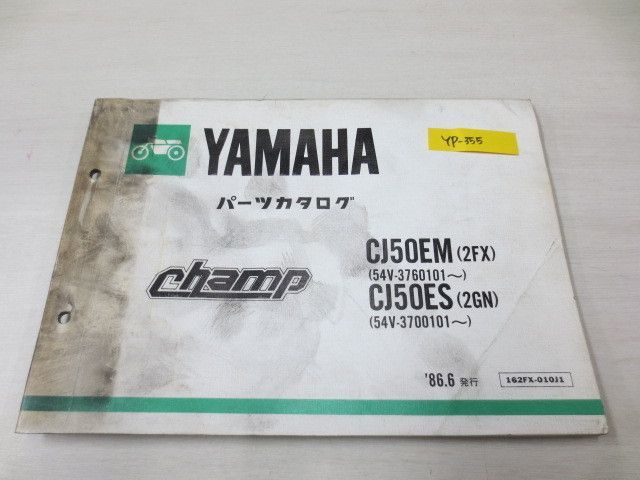 YAMAHA
YP-355
パーツカタログ
champ
CJ50EM (2FX)
(54V-3760101～)
CJ50ES (2GN)
(54V-3700101～)
'86.6 発行
162FX-010J1